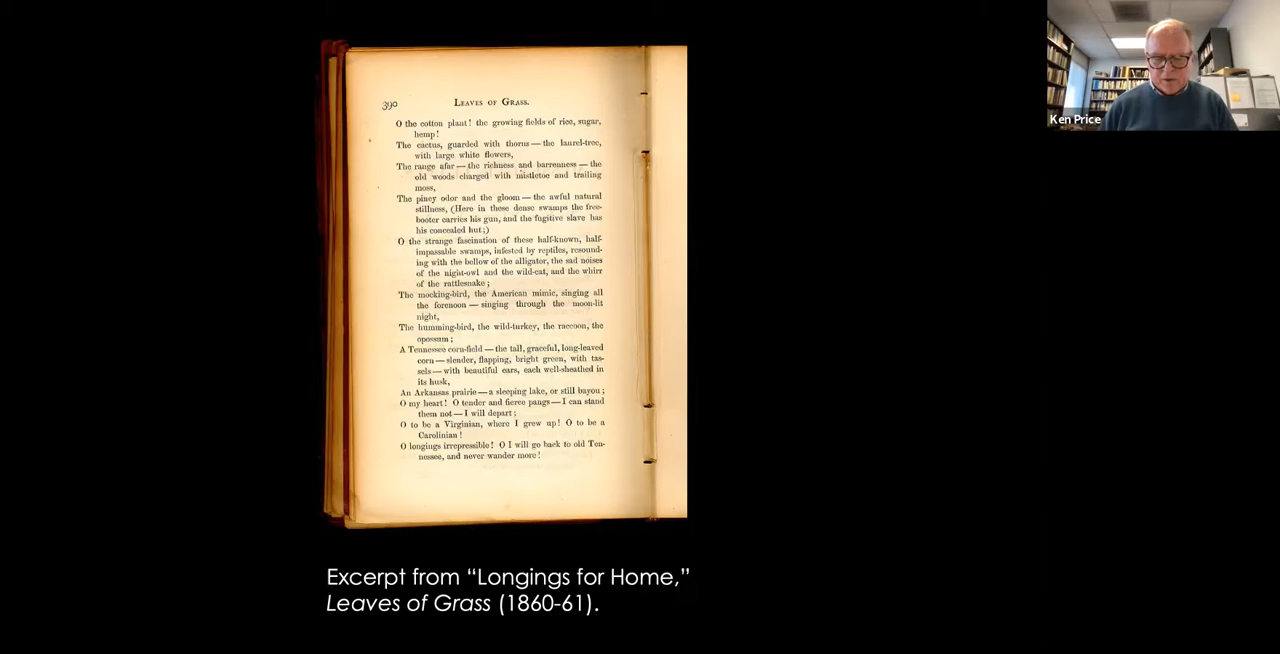 390
LEAVES OF GRASS.
O the cotton plant! the growing fields of rice, sugar,
hemp!
The cactus, guarded with thorns — the laurel-tree,
with large white flowers,
The range afar — the richness and barrenness — the
old woods charged with mistletoe and trailing
moss,
The piney odor and the gloom — the awful natural
stillness, (Here in these dense swamps the free-
booter carries his gun, and the fugitive slave has
his concealed hut;)
O the strange fascination of these half-known, half-
impassable swamps, infested by reptiles, resound-
ing with the bellow of the alligator, the sad noises
of the night-owl and the wild-cat, and the whirr
of the rattlesnake;
The mocking-bird, the American mimic, singing all
the forenoon — singing through the moon-lit
night,
The humming-bird, the wild-turkey, the raccoon, the
opossum;
A Tennessee corn-field — the tall, graceful, long-leaved
corn — slender, flapping, bright green, with tas-
sels — with beautiful ears, each well-sheathed in
its husk,
An Arkansas prairie — a sleeping lake, or still bayou;
O my heart! O tender and fierce pangs — I can stand
them not — I will depart;
O to be a Virginian, where I grew up! O to be a
Carolinian!
O longings irrepressible! O I will go back to old Ten-
nessee, and never wander more!
Excerpt from “Longings for Home,”
Leaves of Grass (1860-61).
Ken Price